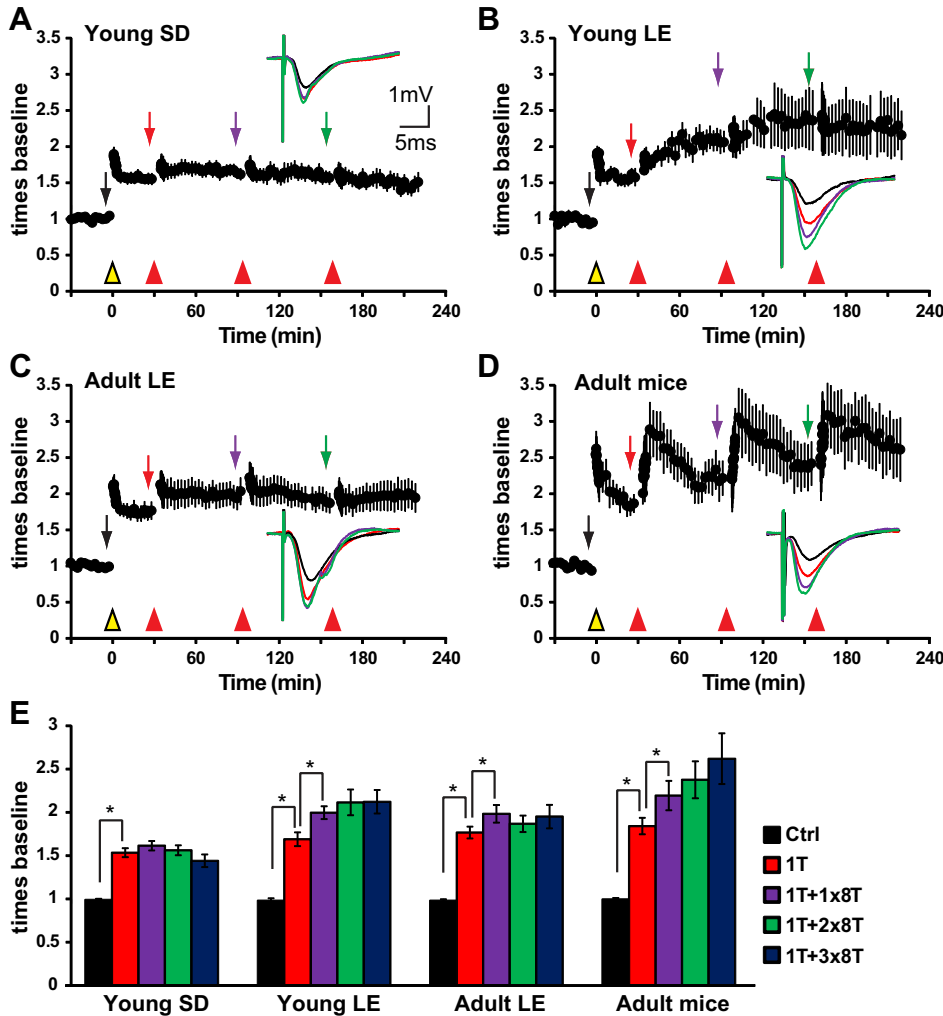 A
Young SD
3.5
3
2.5
2
1.5
1
0.5
0
times baseline
1mV
5ms
0 60 120 180 240
Time (min)
B
Young LE
3.5
3
2.5
2
1.5
1
0.5
0
times baseline
0 60 120 180 240
Time (min)
C
Adult LE
3.5
3
2.5
2
1.5
1
0.5
0
times baseline
0 60 120 180 240
Time (min)
D
Adult mice
3.5
3
2.5
2
1.5
1
0.5
0
times baseline
0 60 120 180 240
Time (min)
E
3
2.5
2
1.5
1
0.5
0
times baseline
*
* *
* *
* *
Young SD Young LE Adult LE Adult mice
Ctrl
1T
1T+1x8T
1T+2x8T
1T+3x8T